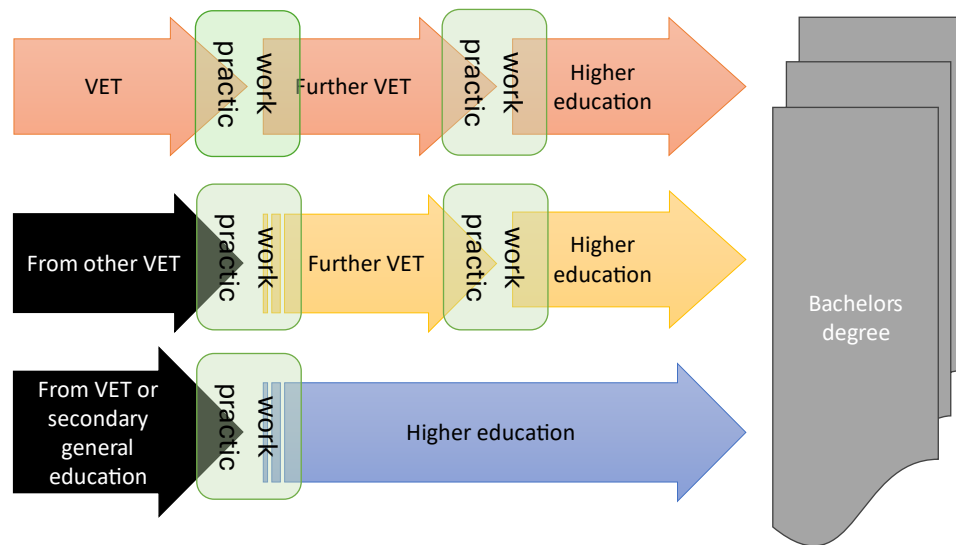 VET
work
practic
Further VET
work
practic
Higher
education
From other VET
work
practic
Further VET
work
practic
Higher
education
From VET or
secondary
general
education
work
practic
Higher education
Bachelors
degree